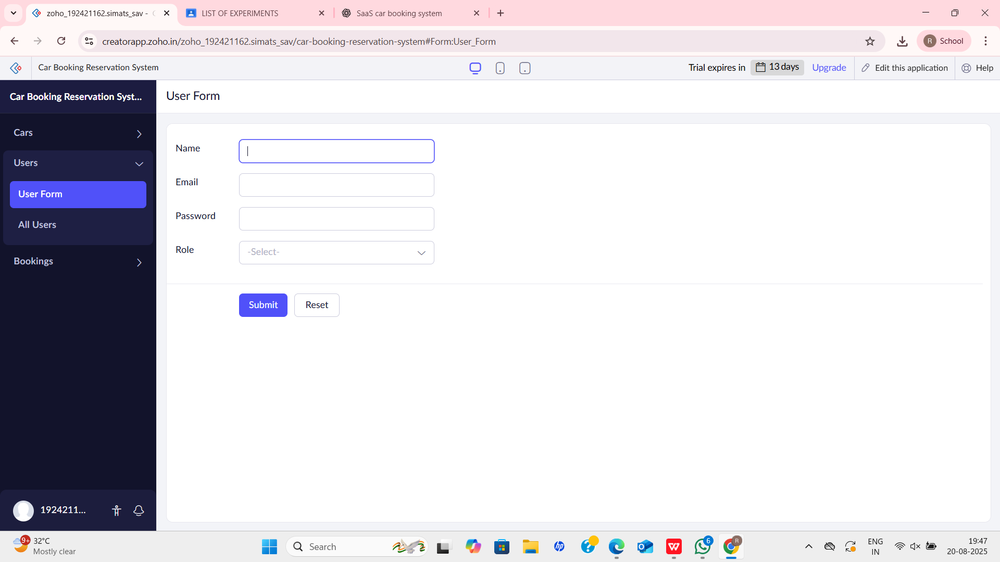 zoho_192421162.simats_sav -
LIST OF EXPERIMENTS
SaaS car booking system
creatorapp.zoho.in/zoho_192421162.simats_sav/car-booking-reservation-system#Form:User_Form
R School
Car Booking Reservation System
Trial expires in 13 days Upgrade
Edit this application
Help
Car Booking Reservation Syst...
User Form
Cars
Users
User Form
All Users
Bookings
Name
Email
Password
Role
-Select-
Submit
Reset
1924211...
9+
32°C
Mostly clear
Search
hp
6
R
ENG
IN
19:47
20-08-2025